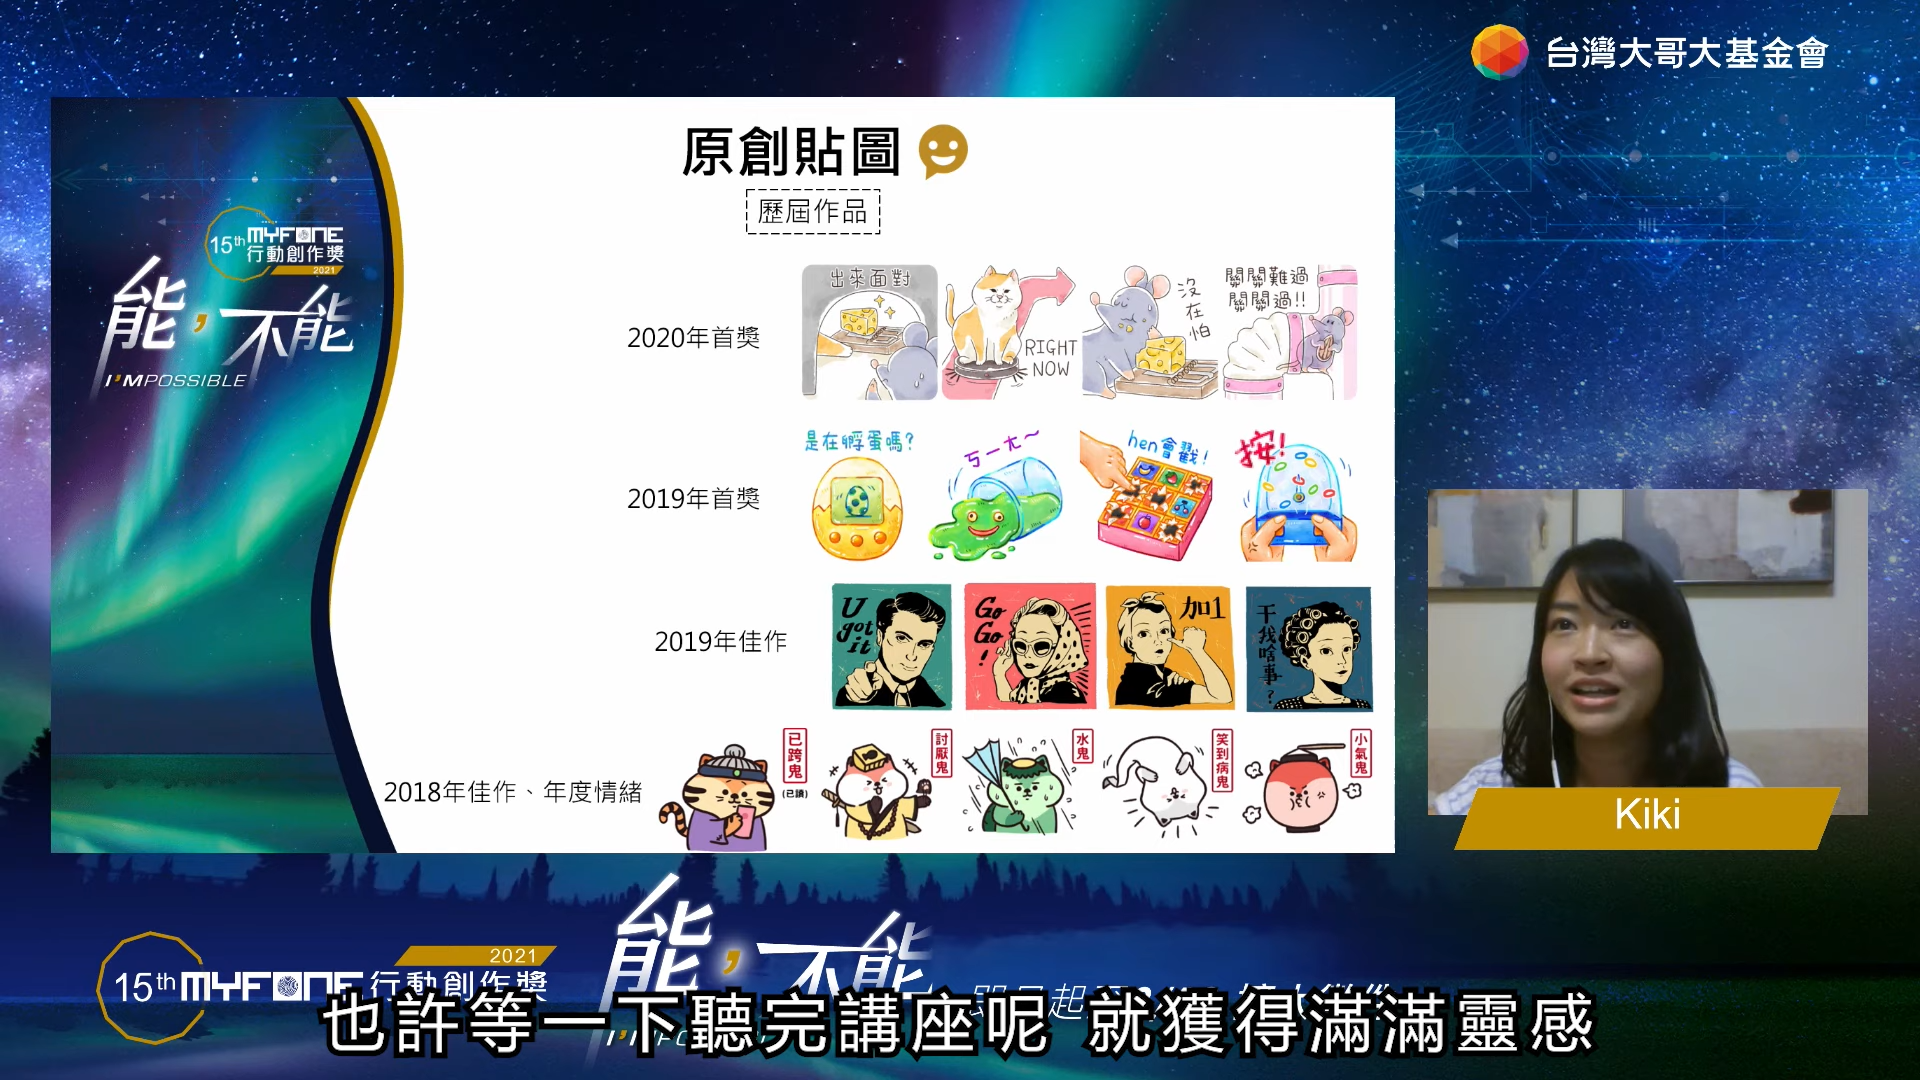 台灣大哥大基金會
原創貼圖
歷屆作品
15th MYFONE
行動創作獎
2021
能,不能
I'MPOSSIBLE
2020年首獎
出來面對
RIGHT
NOW
沒在怕
關關難過
關關過!!
2019年首獎
是在孵蛋嗎?
ㄎㄧㄤ~
hen會戳!
按!
2019年佳作
U
got
it
Go
Go
!
加1
干我啥事?
2018年佳作、年度情緒
已跨鬼
(已讀)
討厭鬼
水鬼
笑到病鬼
小氣鬼
Kiki
2021
15th MYFONE 行動創作獎
能,不能
也許等一下聽完講座呢 就獲得滿滿靈感